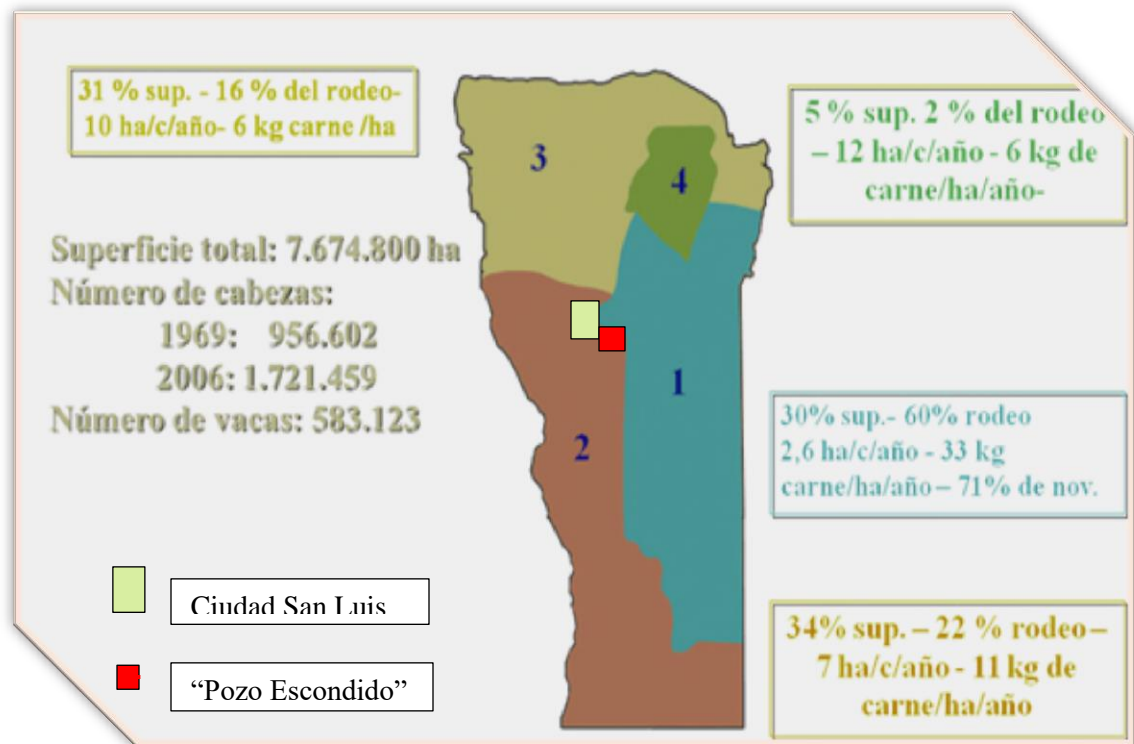 31 % sup. - 16 % del rodeo-
10 ha/c/año- 6 kg carne /ha
5 % sup. 2 % del rodeo
– 12 ha/c/año - 6 kg de
carne/ha/año-
3
4
Superficie total: 7.674.800 ha
Número de cabezas:
1969: 956.602
2006: 1.721.459
Número de vacas: 583.123
1
2
30% sup.- 60% rodeo
2,6 ha/c/año - 33 kg
carne/ha/año – 71% de nov.
Ciudad San Luis
“Pozo Escondido”
34% sup. – 22 % rodeo –
7 ha/c/año - 11 kg de
carne/ha/año